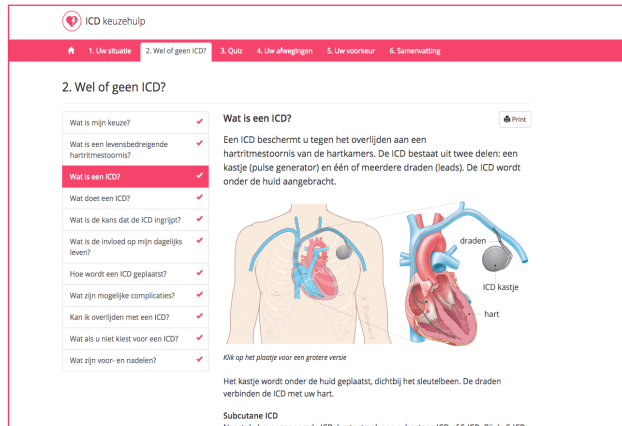 ICD keuzehulp
1. Uw situatie
2. Wel of geen ICD?
3. Quiz
4. Uw afwegingen
5. Uw voorkeur
6. Samenvatting
2. Wel of geen ICD?
Wat is mijn keuze?
Wat is een levensbedreigende
hartritmestoornis?
Wat is een ICD?
Wat doet een ICD?
Wat is de kans dat de ICD ingrijpt?
Wat is de invloed op mijn dagelijks
leven?
Hoe wordt een ICD geplaatst?
Wat zijn mogelijke complicaties?
Kan ik overlijden met een ICD?
Wat als u niet kiest voor een ICD?
Wat zijn voor- en nadelen?
Wat is een ICD?
Print
Een ICD beschermt u tegen het overlijden aan een
hartritmestoornis van de hartkamers. De ICD bestaat uit twee delen: een
kastje (pulse generator) en één of meerdere draden (leads). De ICD wordt
onder de huid aangebracht.
draden
ICD kastje
hart
Klik op het plaatje voor een grotere versie
Het kastje wordt onder de huid geplaatst, dichtbij het sleutelbeen. De draden
verbinden de ICD met uw hart.
Subcutane ICD